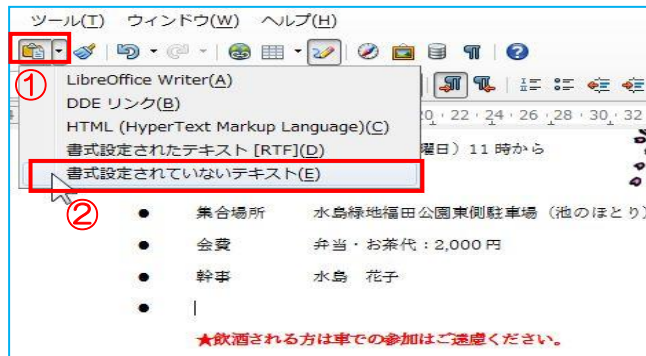 ツール(T) ウィンドウ(W) ヘルプ(H)
①
LibreOffice Writer(A)
DDE リンク(B)
HTML (HyperText Markup Language)(C)
書式設定されたテキスト [RTF](D)
書式設定されていないテキスト(E)
②
20 22 24 26 28 30 32
曜日）11 時から
● 集合場所 水島緑地福田公園東側駐車場（池のほとり）
● 会費 弁当・お茶代：2,000 円
● 幹事 水島 花子
●
★飲酒される方は車での参加はご遠慮ください。